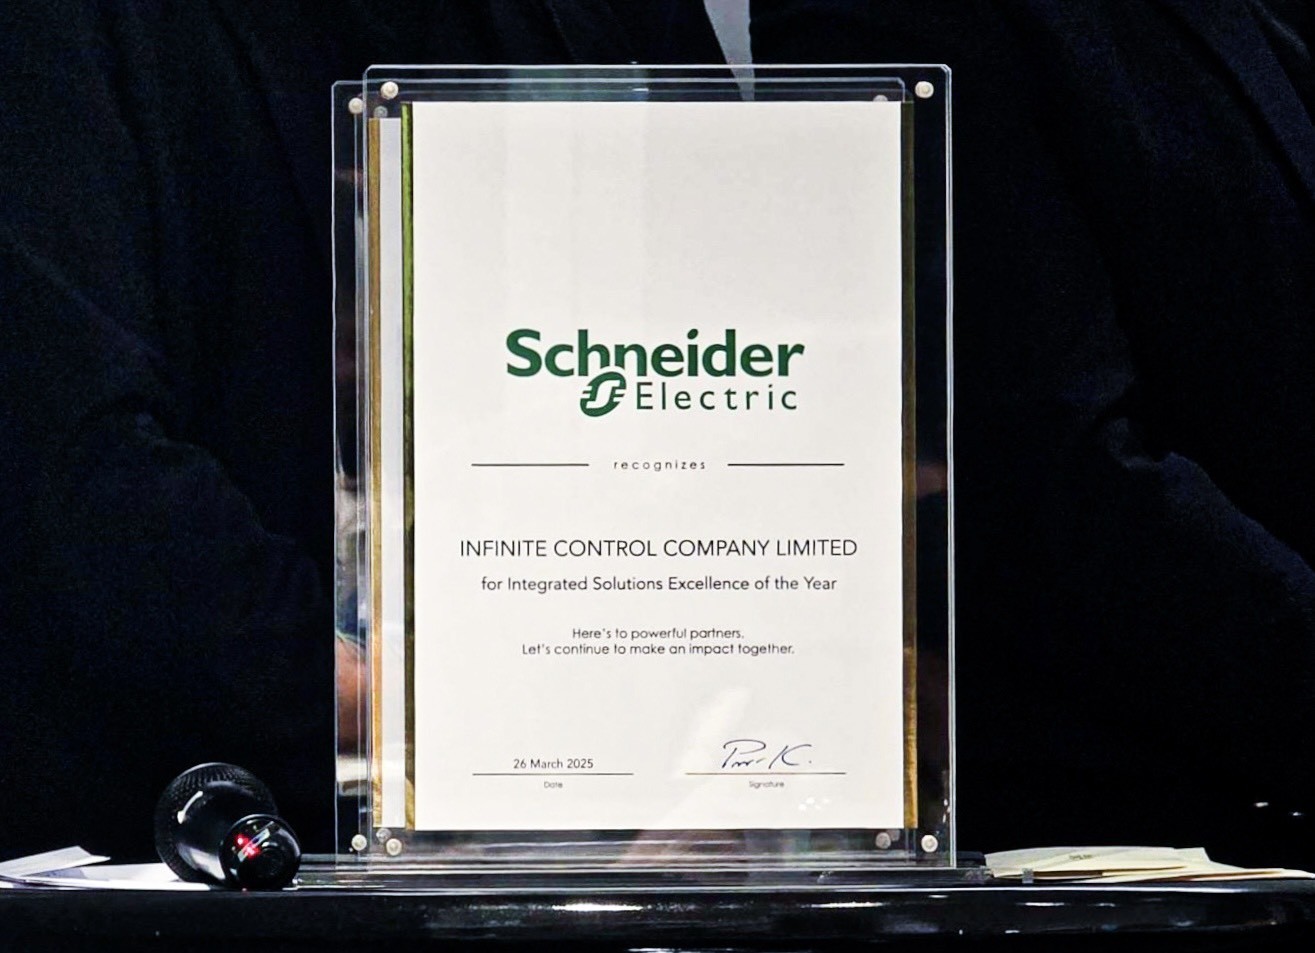 Schneider
Electric
recognizes
INFINITE CONTROL COMPANY LIMITED
for Integrated Solutions Excellence of the Year
Here's to powerful partners.
Let's continue to make an impact together.
26 March 2025
Date
Signature